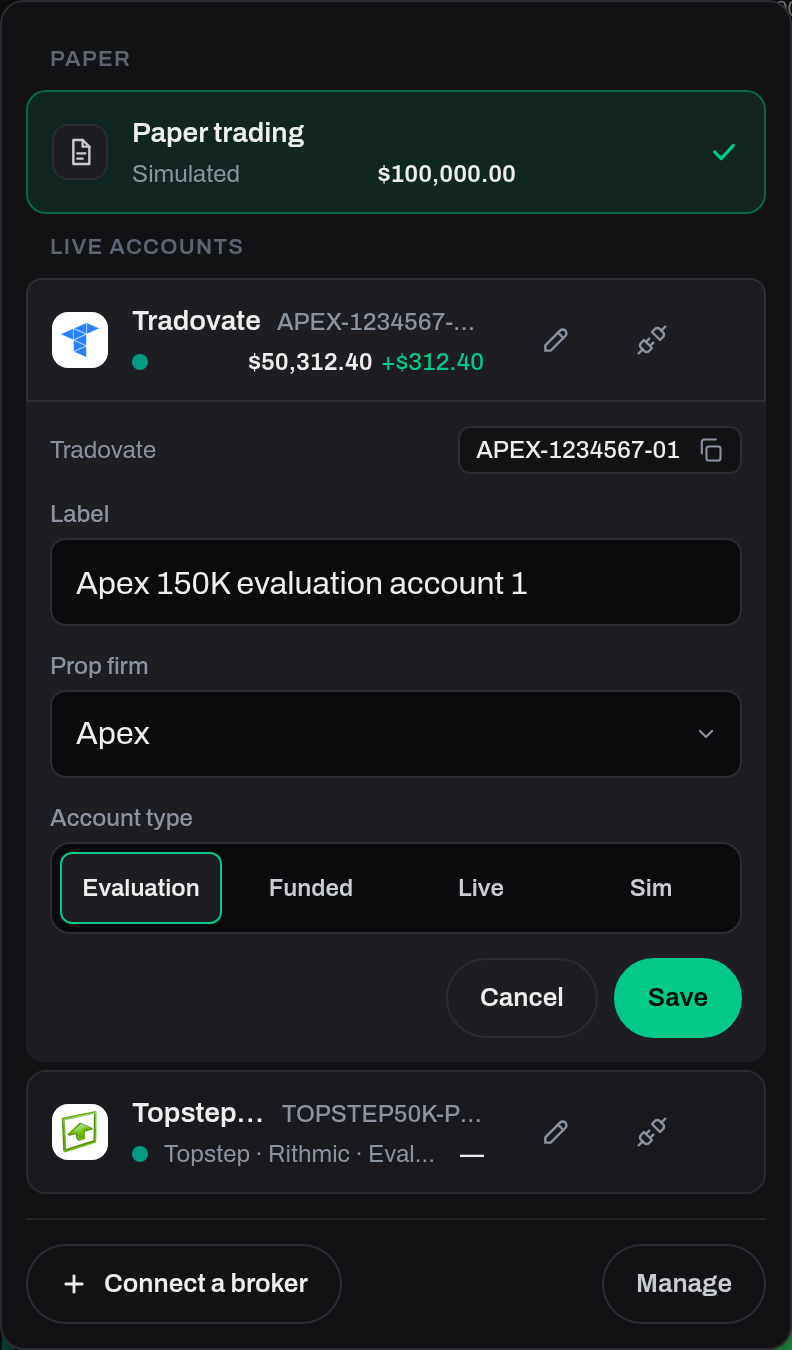 PAPER
Paper trading
Simulated $100,000.00
LIVE ACCOUNTS
Tradovate APEX-1234567-...
$50,312.40 +$312.40
Tradovate APEX-1234567-01
Label
Apex 150K evaluation account 1
Prop firm
Apex
Account type
Evaluation Funded Live Sim
Cancel Save
Topstep... TOPSTEP50K-P...
Topstep · Rithmic · Eval... —
+ Connect a broker Manage